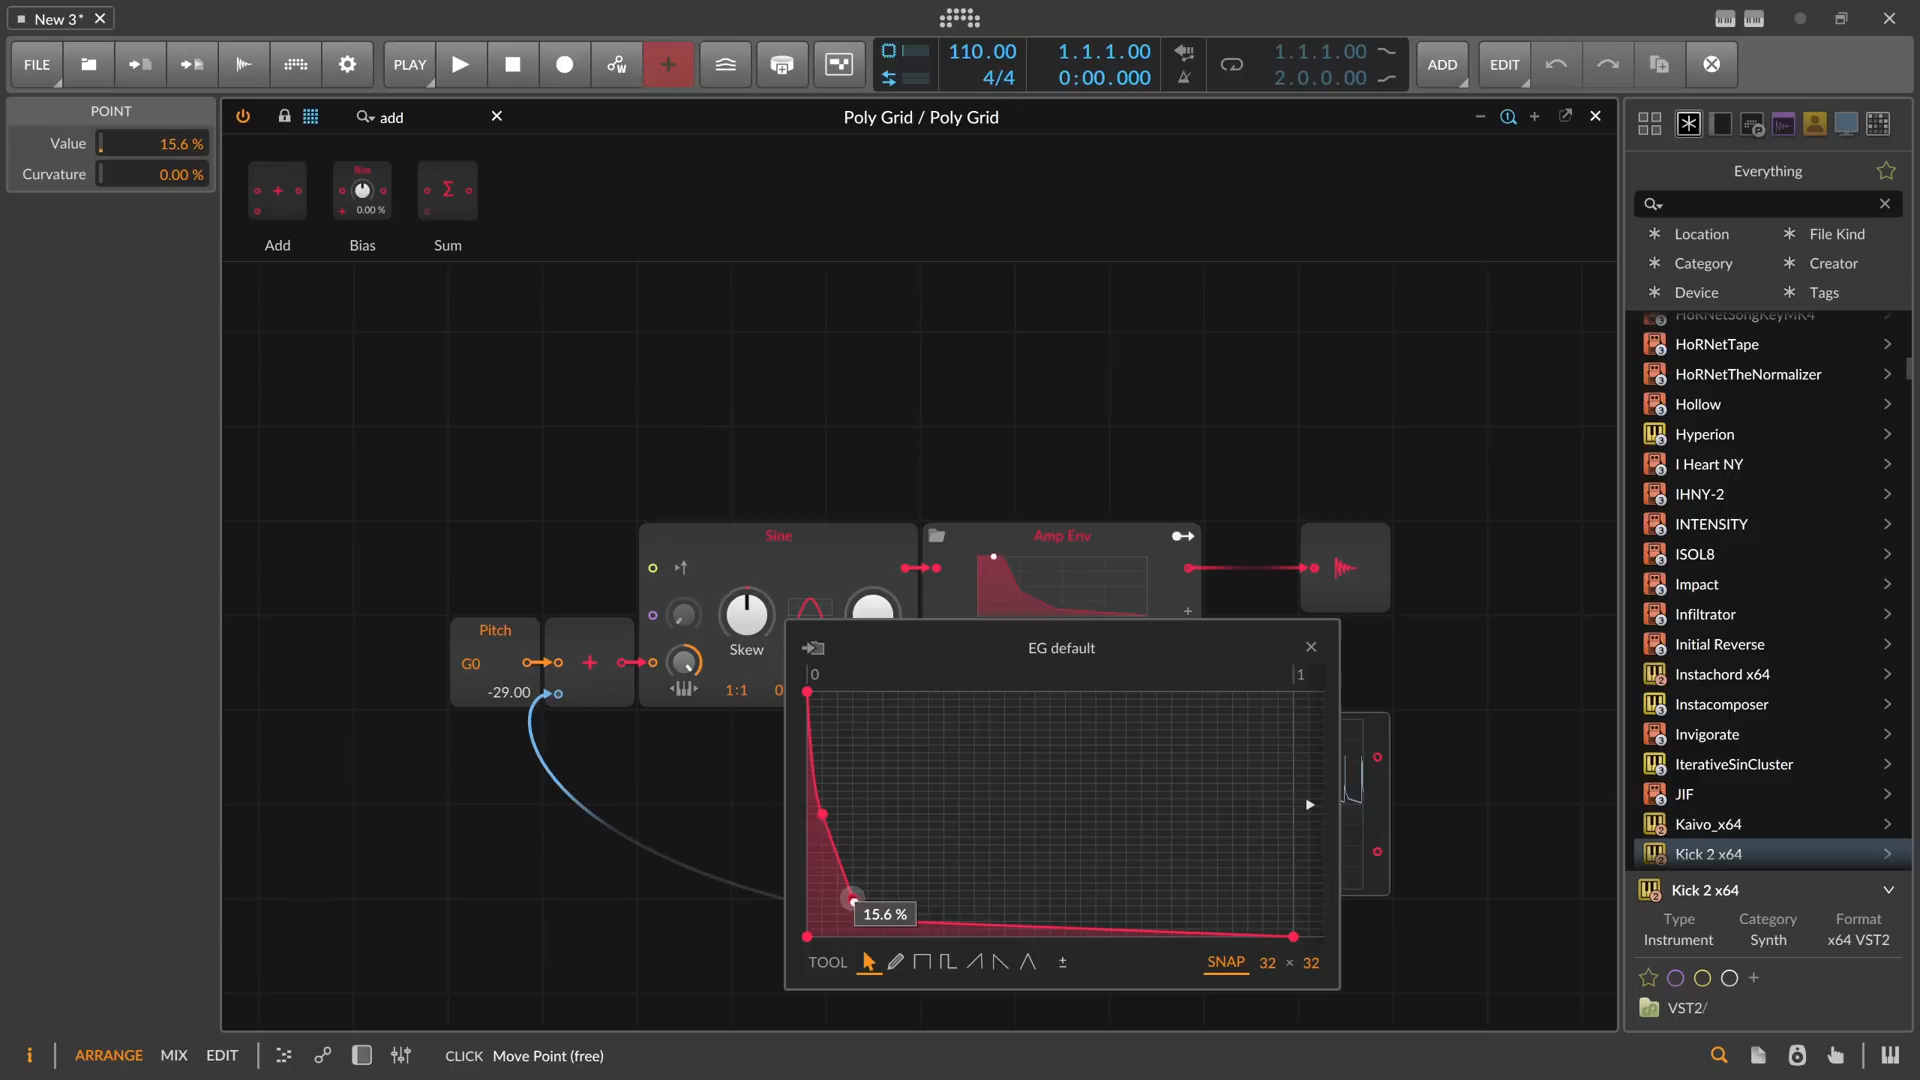 New 3*
FILE
PLAY
110.00
4/4
1.1.1.00
0:00.000
1.1.1.00
2.0.0.00
ADD
EDIT
POINT
Value 15.6 %
Curvature 0.00 %
add
Poly Grid / Poly Grid
Bias
0.00 %
Add
Bias
Sum
Pitch
G0
-29.00
Sine
Skew
1:1
0
Amp Env
EG default
0
1
15.6 %
TOOL
SNAP 32 × 32
Everything
Location
File Kind
Category
Creator
Device
Tags
HoRNetSongKeyMK4
HoRNetTape
HoRNetTheNormalizer
Hollow
Hyperion
I Heart NY
IHNY-2
INTENSITY
ISOL8
Impact
Infiltrator
Initial Reverse
Instachord x64
Instacomposer
Invigorate
IterativeSinCluster
JIF
Kaivo_x64
Kick 2 x64
Kick 2 x64
Type
Category
Format
Instrument
Synth
x64 VST2
VST2/
ARRANGE
MIX
EDIT
CLICK Move Point (free)